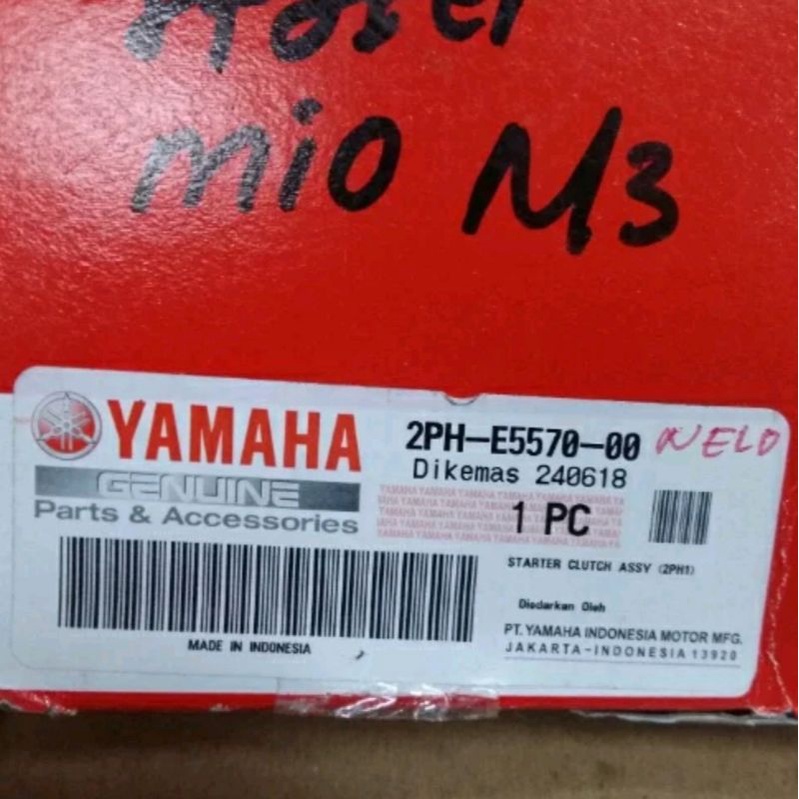 mio M3
YAMAHA
GENUINE
Parts & Accessories
MADE IN INDONESIA
2PH-E5570-00 NELO
Dikemas 240618
1 PC
STARTER CLUTCH ASSY (2PH1)
Diedarkan Oleh
PT. YAMAHA INDONESIA MOTOR MFG.
JAKARTA-INDONESIA 13920